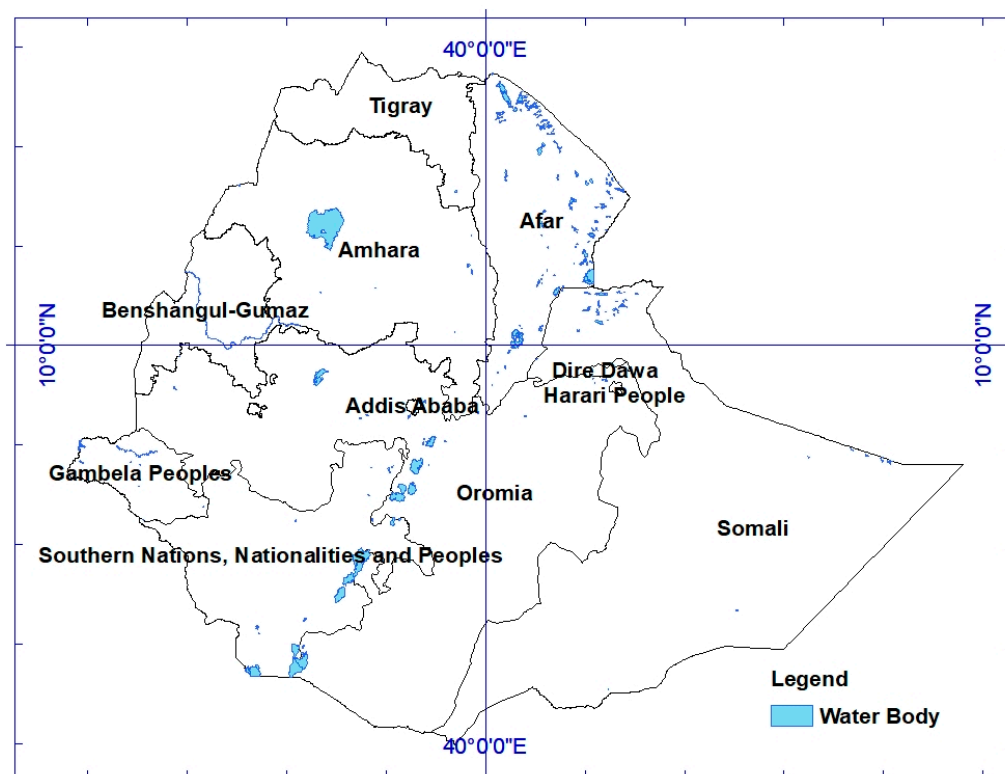 40°0'0"E
Tigray
Afar
Amhara
Benshangul-Gumaz
10°0'0"N
10°0'0"N
Dire Dawa
Harari People
Addis Ababa
Gambela Peoples
Oromia
Somali
Southern Nations, Nationalities and Peoples
Legend
Water Body
40°0'0"E